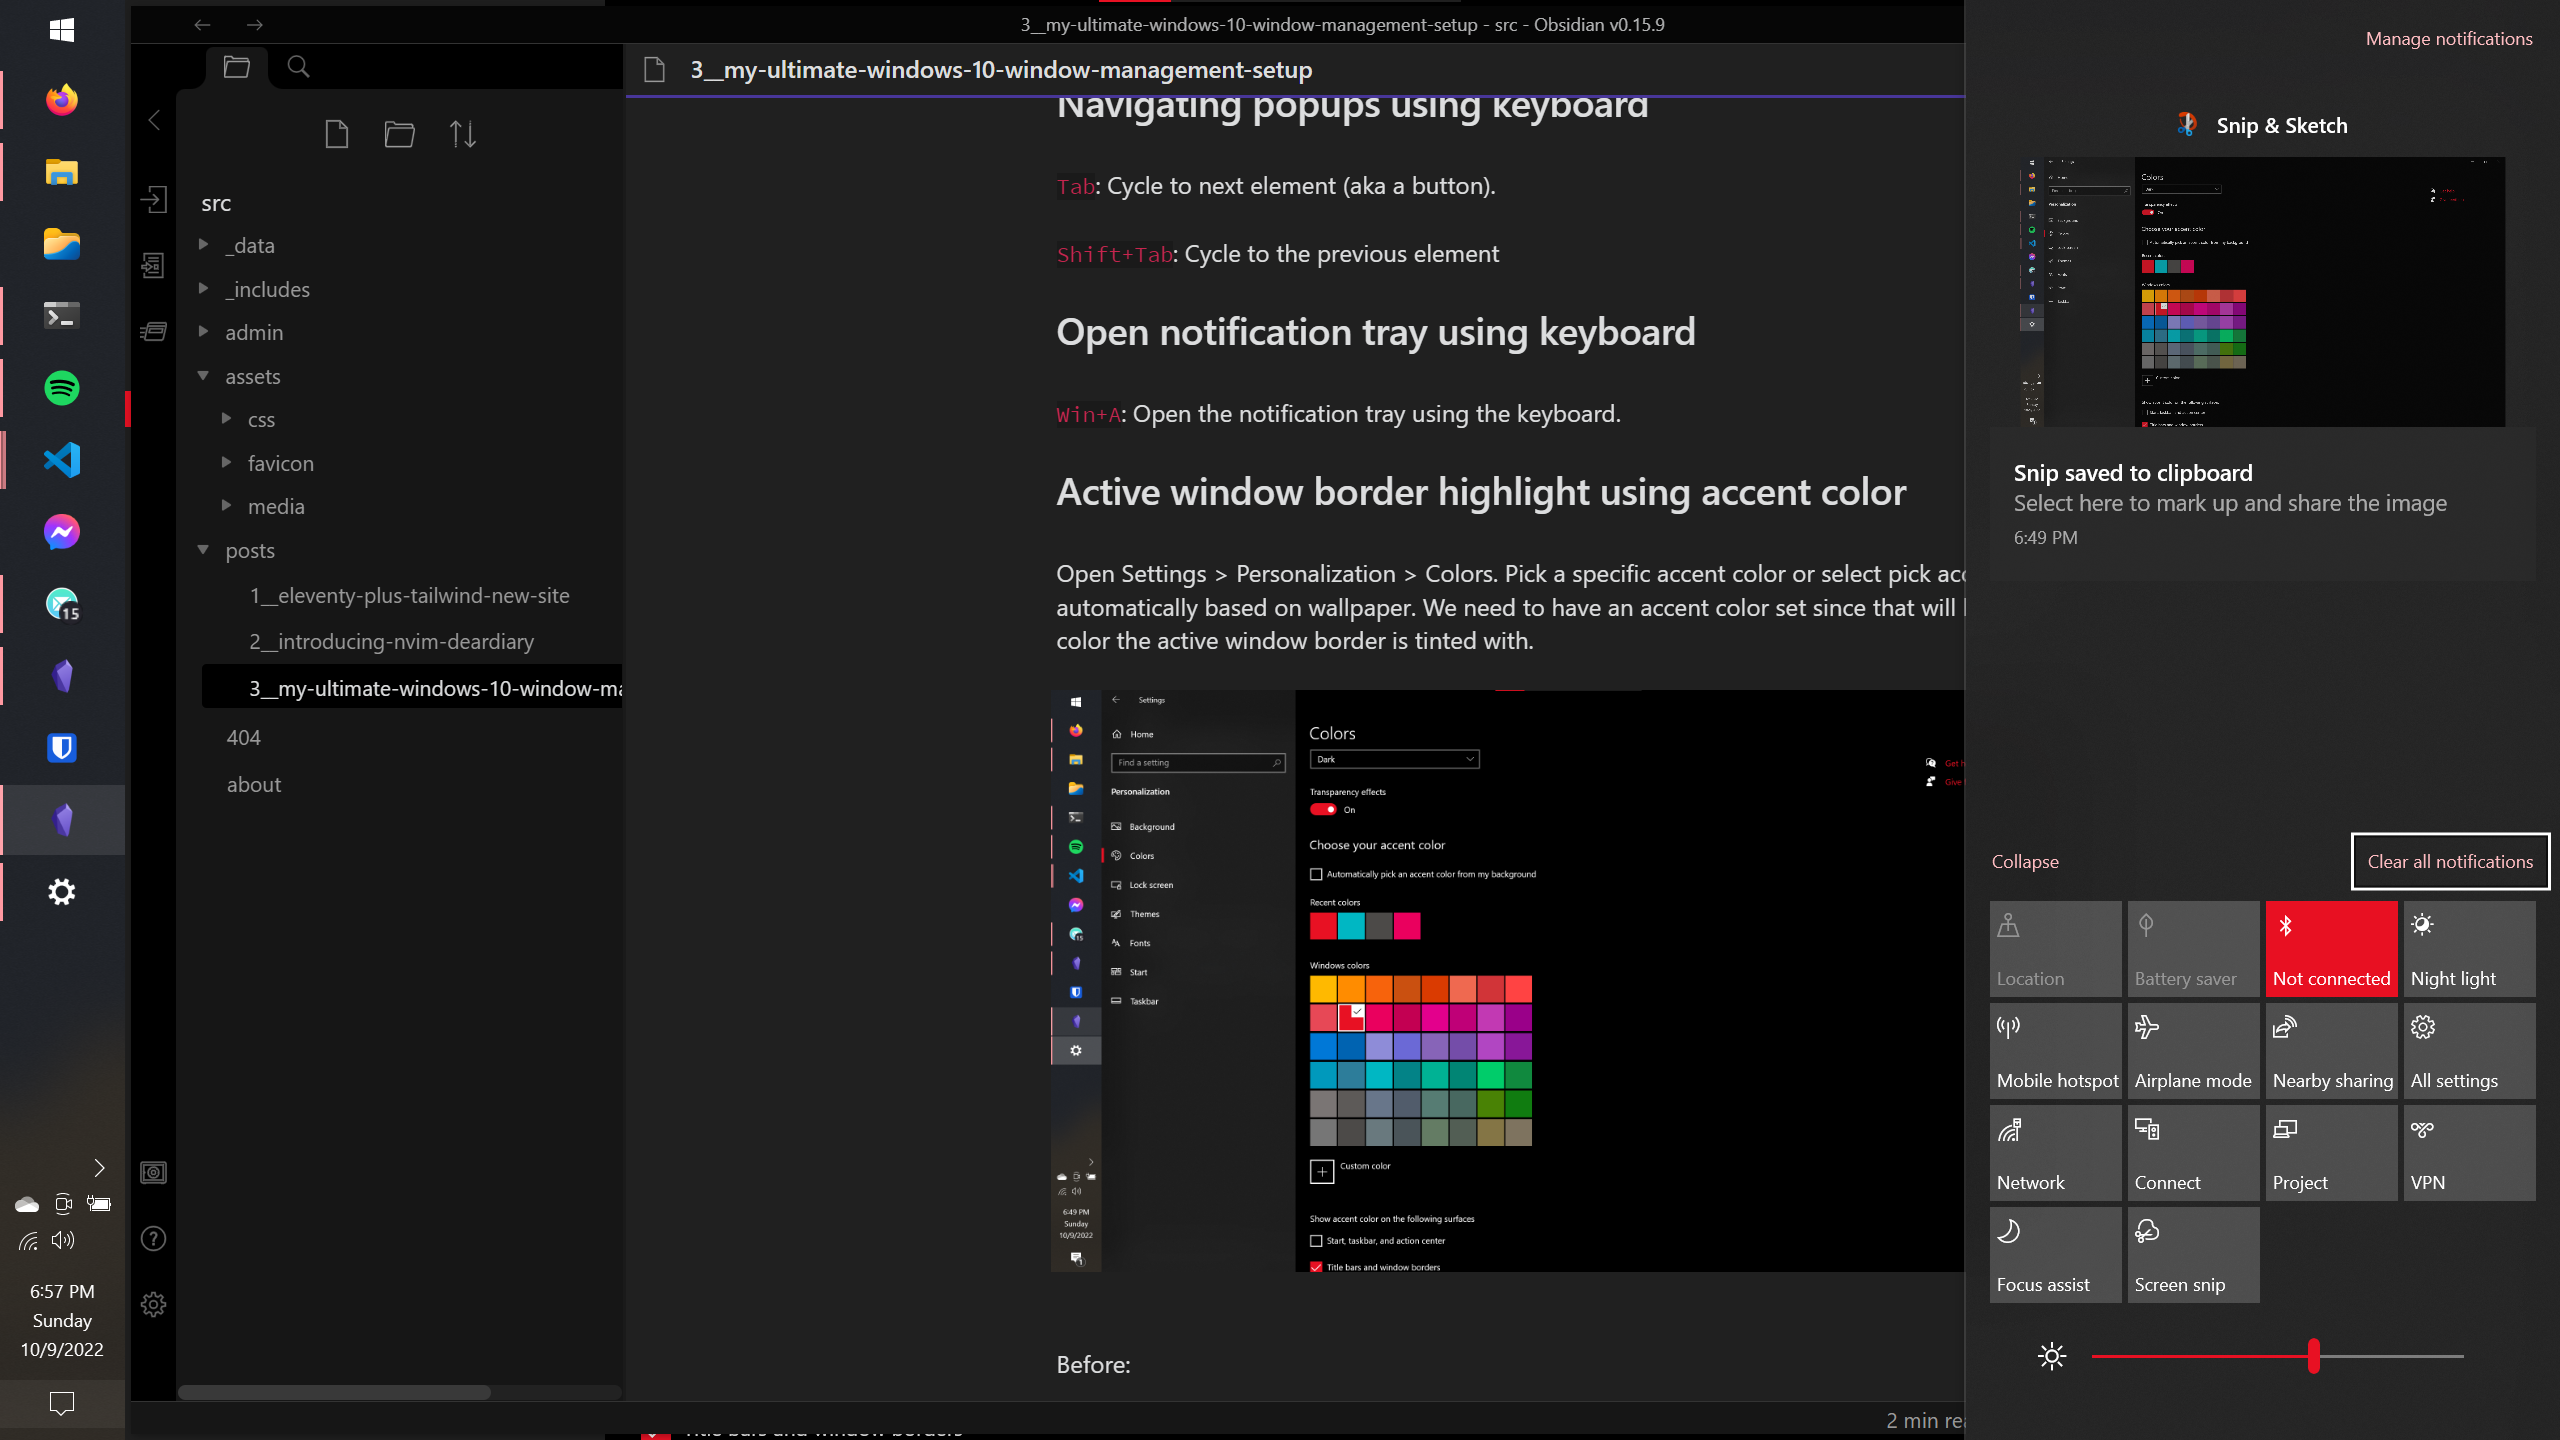 3__my-ultimate-windows-10-window-management-setup - src - Obsidian v0.15.9
3__my-ultimate-windows-10-window-management-setup
src
_data
_includes
admin
assets
css
favicon
media
posts
1__eleventy-plus-tailwind-new-site
2__introducing-nvim-deardiary
3__my-ultimate-windows-10-window-ma
404
about
15
6:57 PM
Sunday
10/9/2022
Navigating popups using keyboard
Tab: Cycle to next element (aka a button).
Shift+Tab: Cycle to the previous element
Open notification tray using keyboard
Win+A: Open the notification tray using the keyboard.
Active window border highlight using accent color
Open Settings > Personalization > Colors. Pick a specific accent color or select pick acc
automatically based on wallpaper. We need to have an accent color set since that will
color the active window border is tinted with.
Settings
Home
Find a setting
Personalization
Background
Colors
Lock screen
Themes
Fonts
Start
Taskbar
15
6:49 PM
Sunday
10/9/2022
Colors
Dark
Transparency effects
On
Choose your accent color
Automatically pick an accent color from my background
Recent colors
Windows colors
Custom color
Show accent color on the following surfaces
Start, taskbar, and action center
Title bars and window borders
Get h
Give
Before:
2 min rea
Title bars and window borders
Manage notifications
Snip & Sketch
Colors
Snip saved to clipboard
Select here to mark up and share the image
6:49 PM
Collapse
Clear all notifications
Location
Battery saver
Not connected
Night light
Mobile hotspot
Airplane mode
Nearby sharing
All settings
Network
Connect
Project
VPN
Focus assist
Screen snip